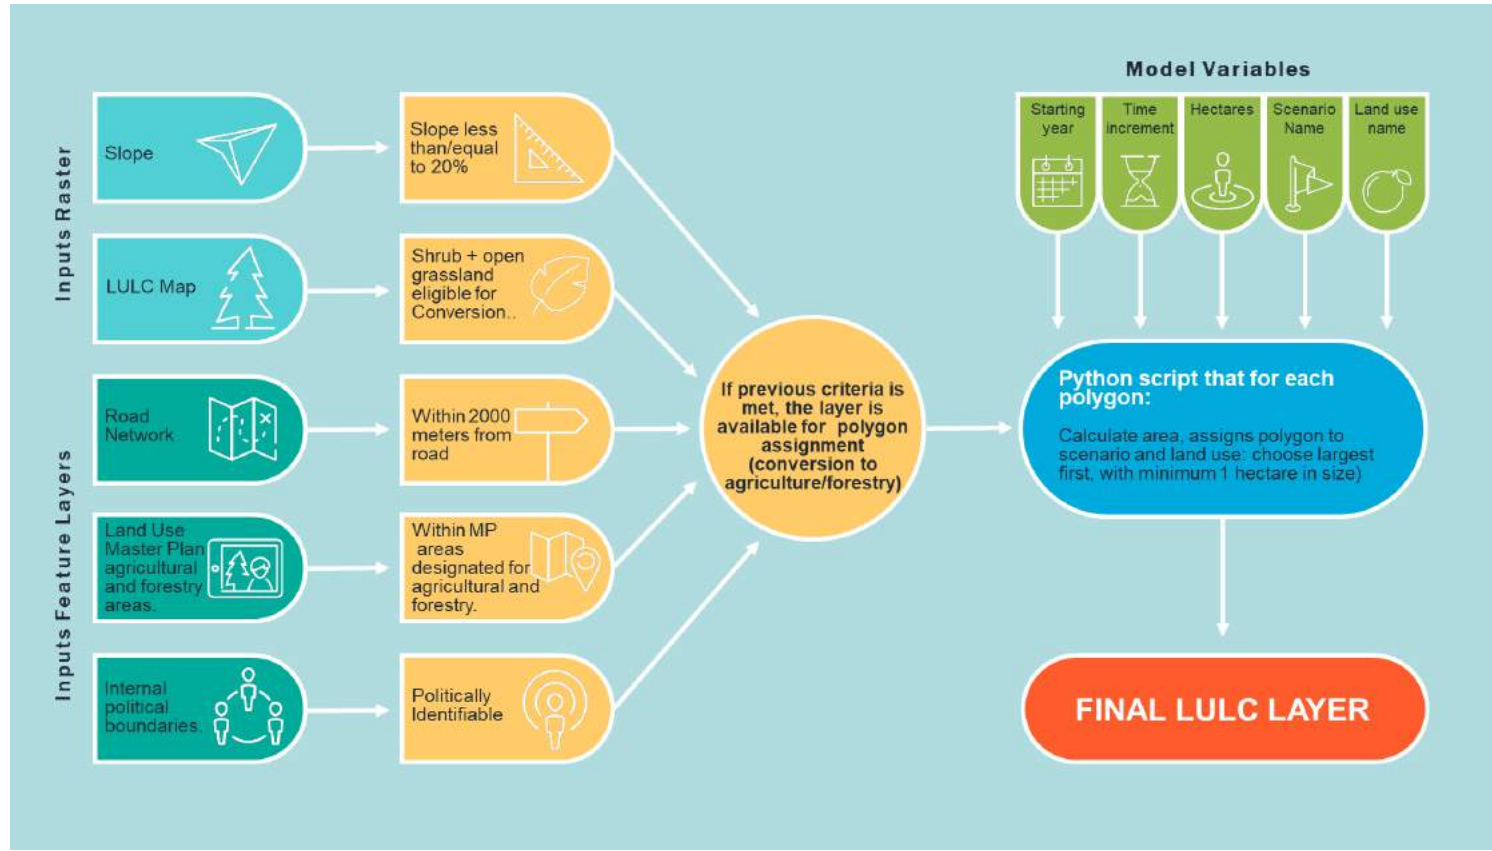 Model Variables
Starting
year
Time
increment
Hectares
Scenario
Name
Land use
name
Inputs Raster
Slope
Slope less
than/equal
to 20%
LULC Map
Shrub + open
grassland
eligible for
Conversion..
Inputs Feature Layers
Road
Network
Within 2000
meters from
road
Land Use
Master Plan
agricultural
and forestry
areas.
Within MP
areas
designated for
agricultural and
forestry.
Internal
political
boundaries.
Politically
Identifiable
If previous criteria is
met, the layer is
available for polygon
assignment
(conversion to
agriculture/forestry)
Python script that for each
polygon:
Calculate area, assigns polygon to
scenario and land use: choose largest
first, with minimum 1 hectare in size)
FINAL LULC LAYER